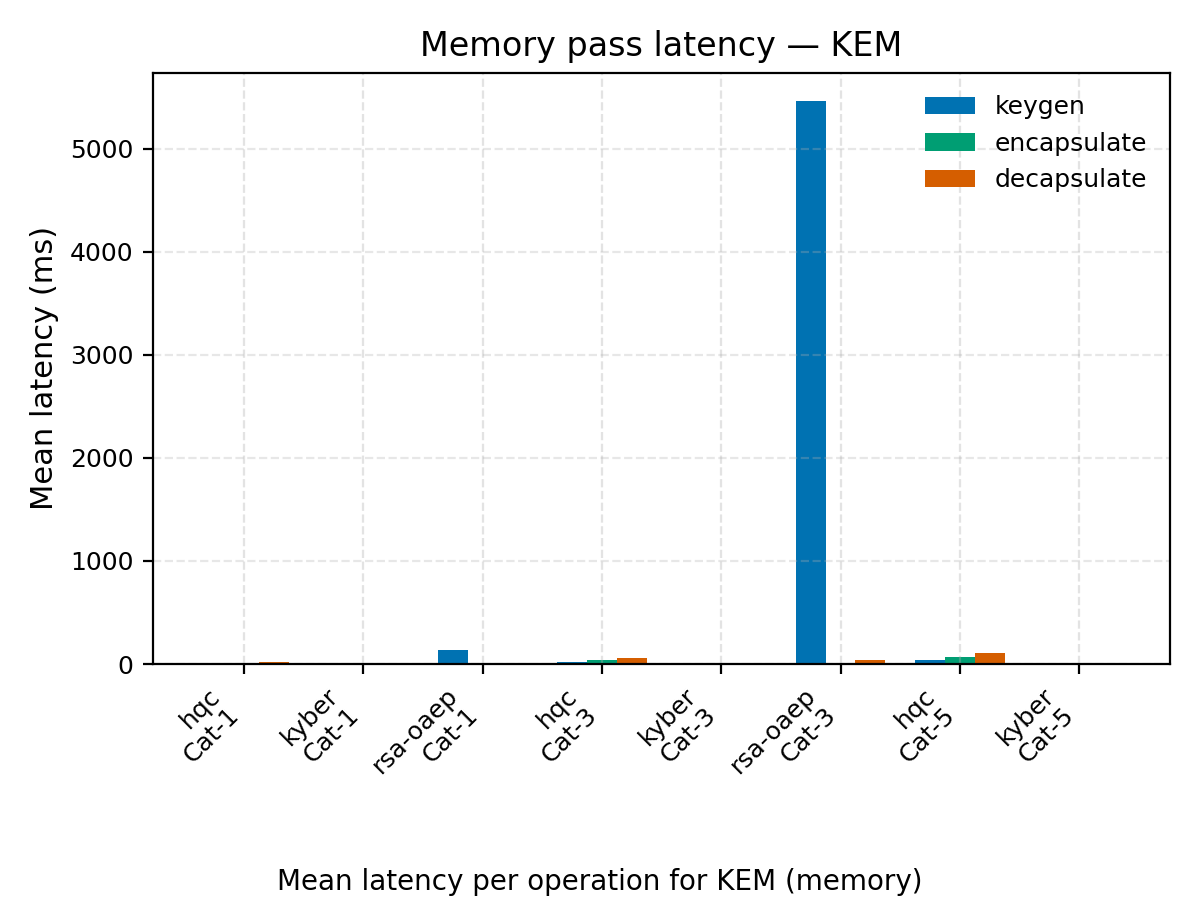 Memory pass latency — KEM
keygen
encapsulate
decapsulate
Mean latency (ms)
5000
4000
3000
2000
1000
0
hqc
Cat-1
kyber
Cat-1
rsa-oaep
Cat-1
hqc
Cat-3
kyber
Cat-3
rsa-oaep
Cat-3
hqc
Cat-5
kyber
Cat-5
Mean latency per operation for KEM (memory)